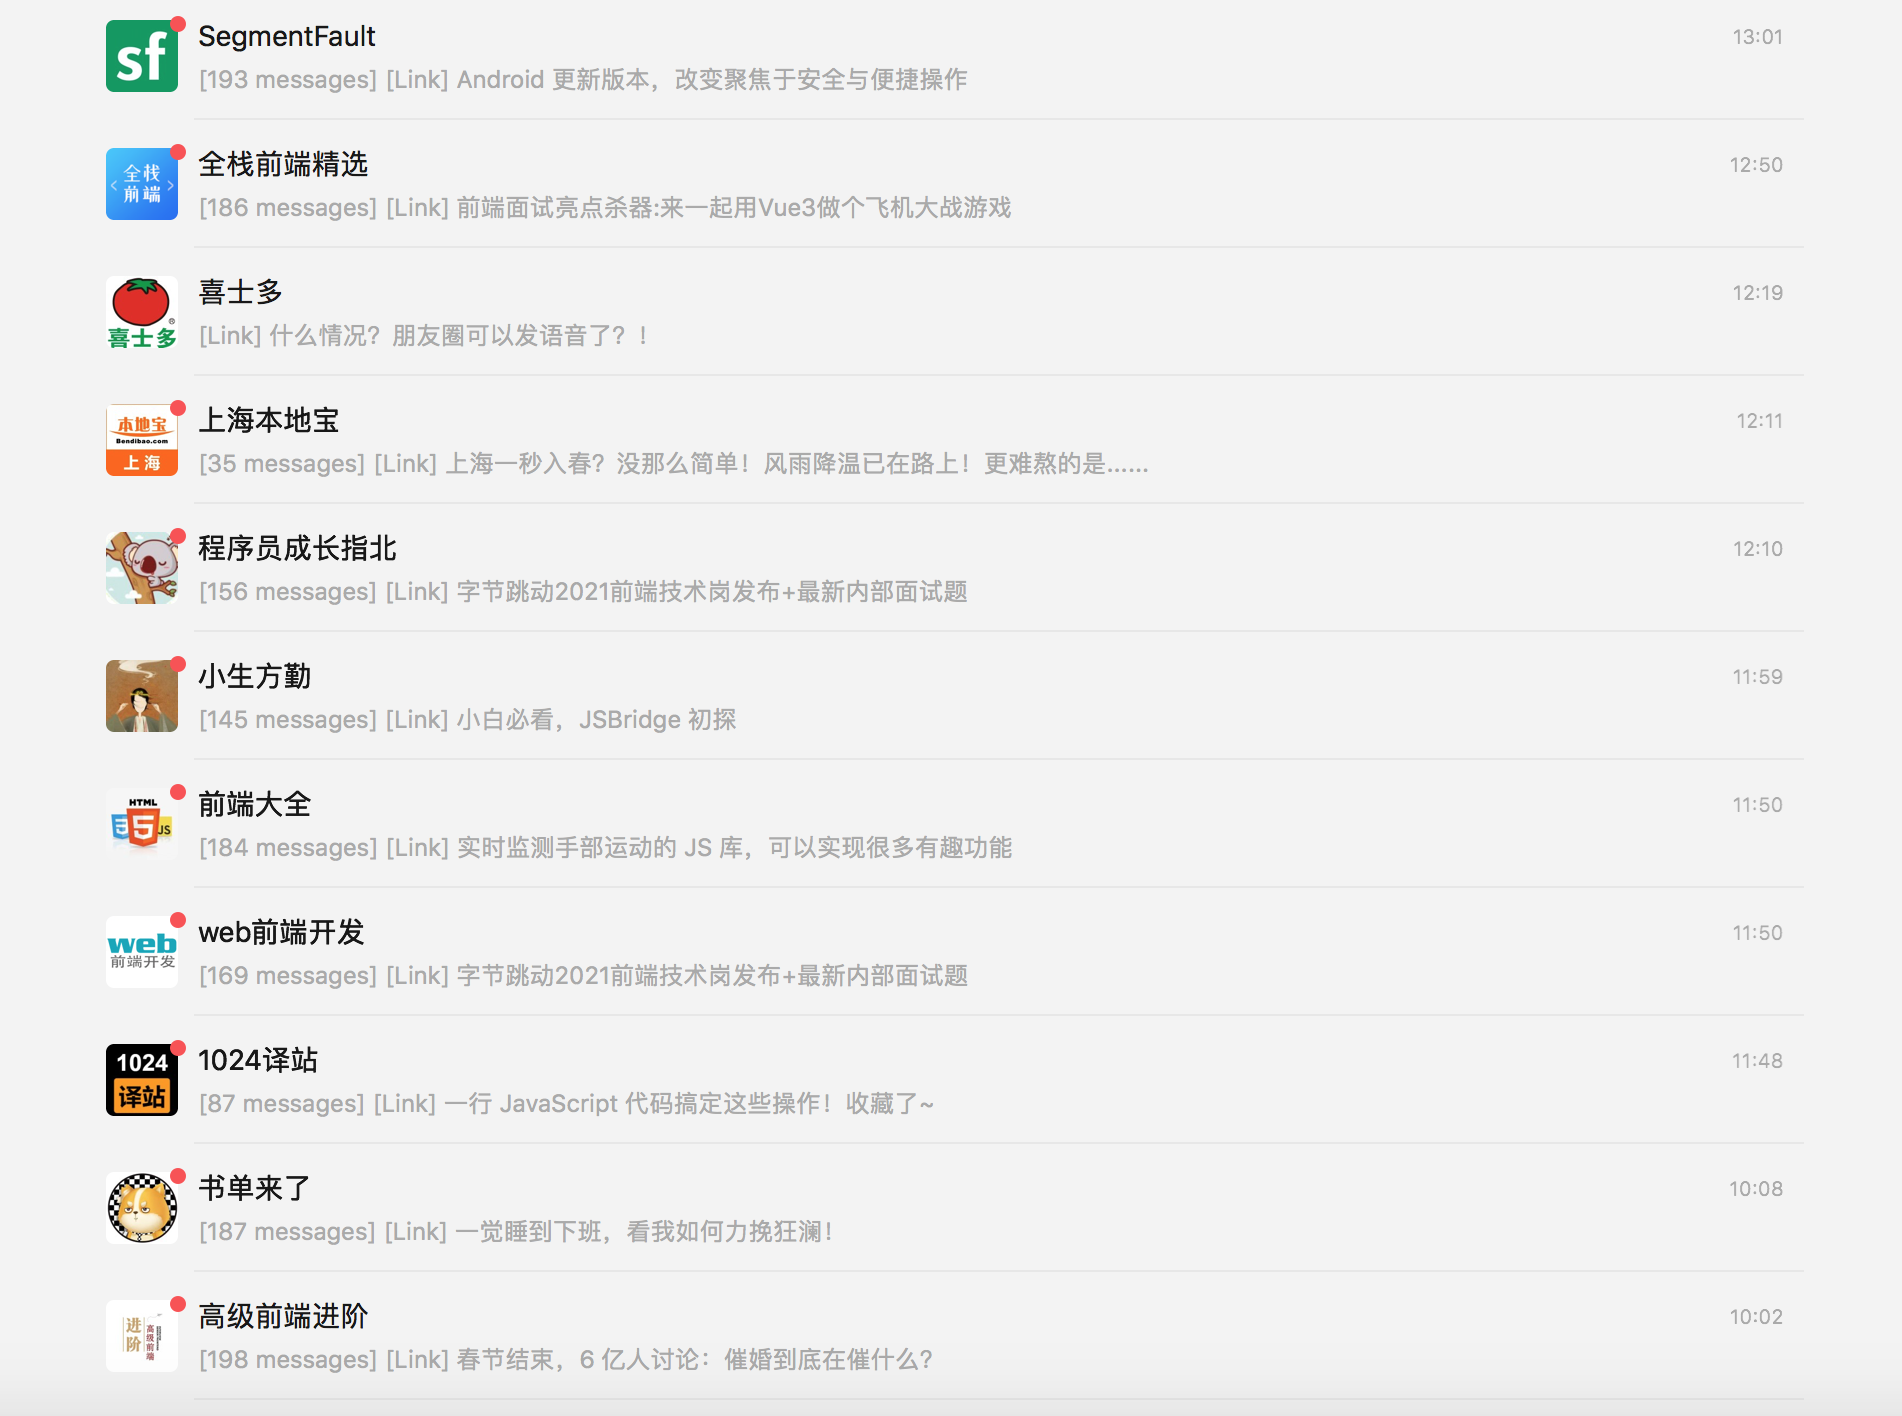 sf
SegmentFault
13:01
[193 messages] [Link] Android 更新版本，改变聚焦于安全与便捷操作
全栈
前端
全栈前端精选
12:50
[186 messages] [Link] 前端面试亮点杀器:来一起用Vue3做个飞机大战游戏
喜士多
喜士多
12:19
[Link] 什么情况？朋友圈可以发语音了？！
本地宝
Bendibao.com
上海
上海本地宝
12:11
[35 messages] [Link] 上海一秒入春？没那么简单！风雨降温已在路上！更难熬的是......
程序员成长指北
12:10
[156 messages] [Link] 字节跳动2021前端技术岗发布+最新内部面试题
小生方勤
11:59
[145 messages] [Link] 小白必看，JSBridge 初探
HTML
5
JS
前端大全
11:50
[184 messages] [Link] 实时监测手部运动的 JS 库，可以实现很多有趣功能
web
前端开发
web前端开发
11:50
[169 messages] [Link] 字节跳动2021前端技术岗发布+最新内部面试题
1024
译站
1024译站
11:48
[87 messages] [Link] 一行 JavaScript 代码搞定这些操作！收藏了~
书单来了
10:08
[187 messages] [Link] 一觉睡到下班，看我如何力挽狂澜！
进阶
高级前端
高级前端进阶
10:02
[198 messages] [Link] 春节结束，6 亿人讨论：催婚到底在催什么？